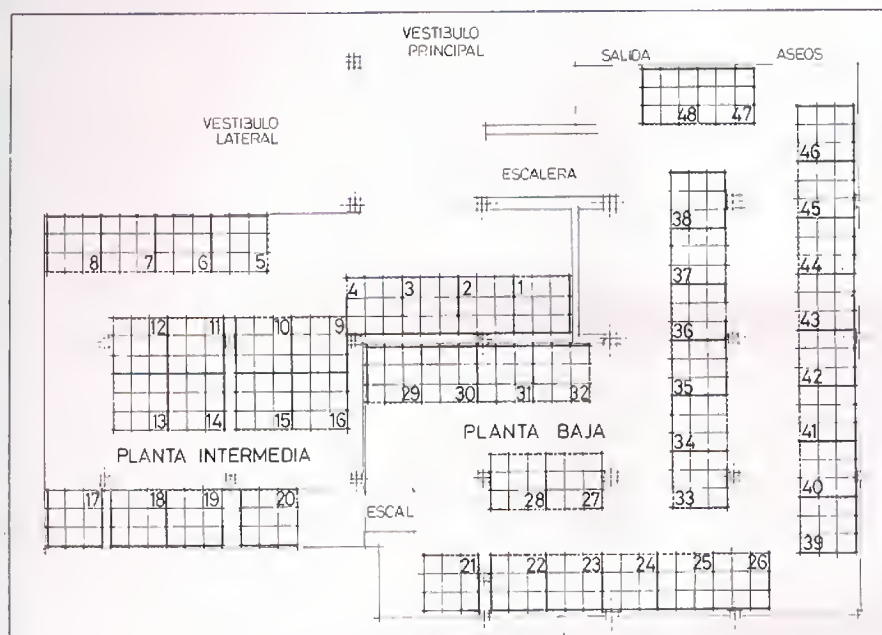 VESTIBULO
PRINCIPAL
SALIDA
ASEOS
48 47
VESTIBULO
LATERAL
46
ESCALERA
45
38
8 7 6 5
44
37
4 3 2 1
12 11 10 9
43
36
29 30 31 32
42
35
13 14 15 16
PLANTA INTERMEDIA
PLANTA BAJA
41
34
17 18 19 20
28 27
33
40
ESCAL
39
21 22 23 24 25 26